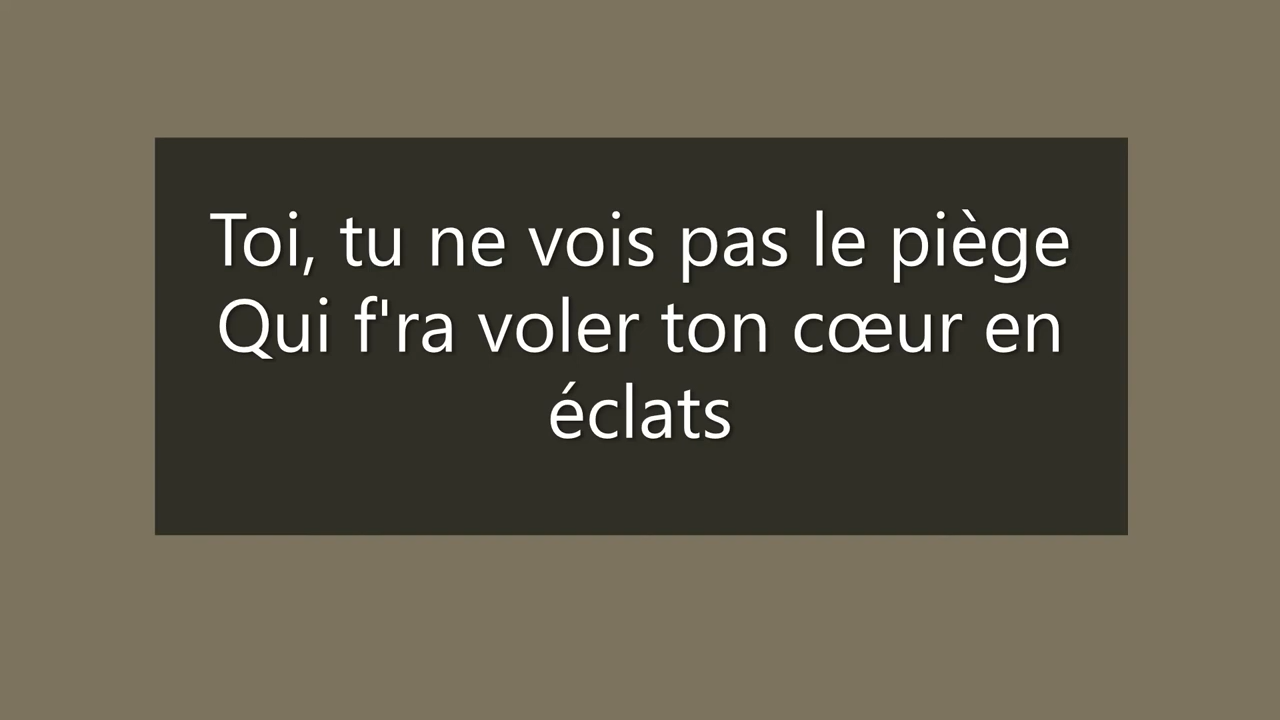 Toi, tu ne vois pas le piège
Qui f'ra voler ton cœur en
éclats